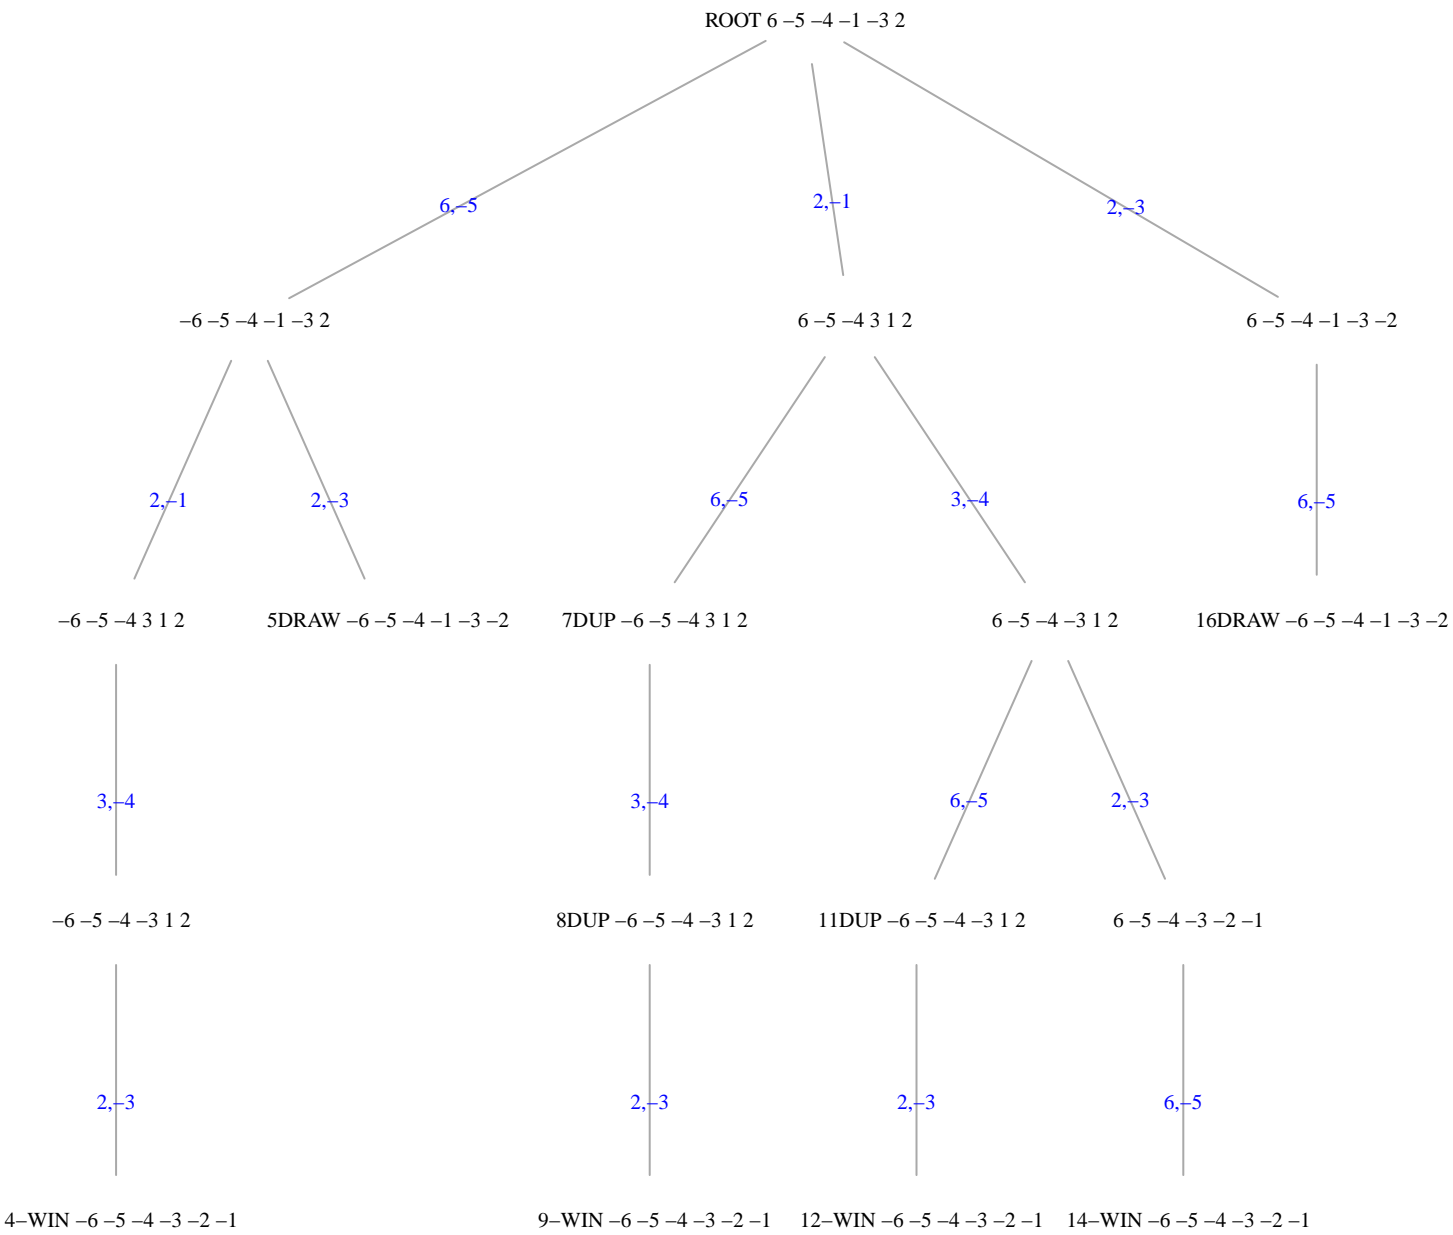 ROOT 6 –5 –4 –1 –3 2
6,–5
2,–1
2,–3
–6 –5 –4 –1 –3 2
6 –5 –4 3 1 2
6 –5 –4 –1 –3 –2
2,–1
2,–3
6,–5
3,–4
6,–5
–6 –5 –4 3 1 2
5DRAW –6 –5 –4 –1 –3 –2
7DUP –6 –5 –4 3 1 2
6 –5 –4 –3 1 2
16DRAW –6 –5 –4 –1 –3 –2
3,–4
3,–4
6,–5
2,–3
–6 –5 –4 –3 1 2
8DUP –6 –5 –4 –3 1 2
11DUP –6 –5 –4 –3 1 2
6 –5 –4 –3 –2 –1
2,–3
2,–3
2,–3
6,–5
4–WIN –6 –5 –4 –3 –2 –1
9–WIN –6 –5 –4 –3 –2 –1
12–WIN –6 –5 –4 –3 –2 –1
14–WIN –6 –5 –4 –3 –2 –1